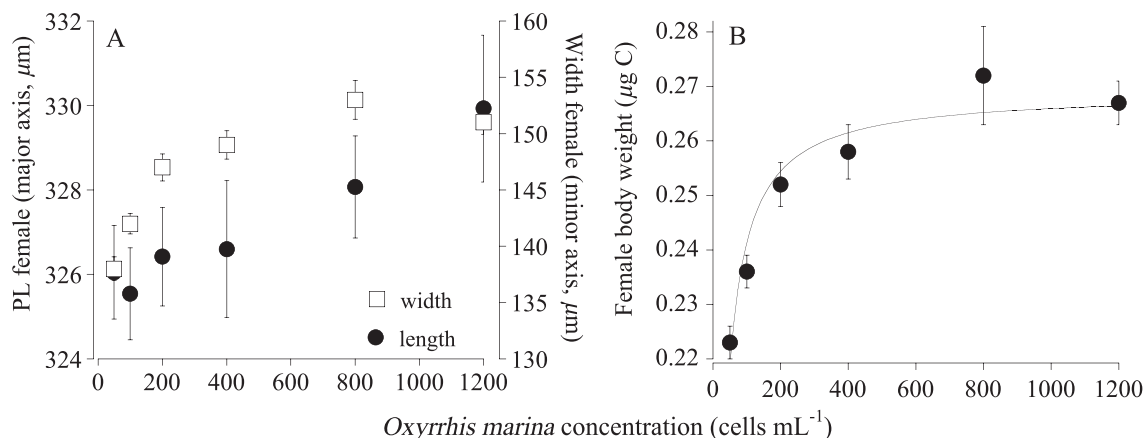 A
PL female (major axis, μm)
332
330
328
326
324
0 200 400 600 800 1000 1200
160
155
150
145
140
135
130
Width female (minor axis, μm)
width
length
B
Female body weight (μg C)
0.28
0.27
0.26
0.25
0.24
0.23
0.22
0 200 400 600 800 1000 1200
Oxyrrhis marina concentration (cells mL⁻¹)